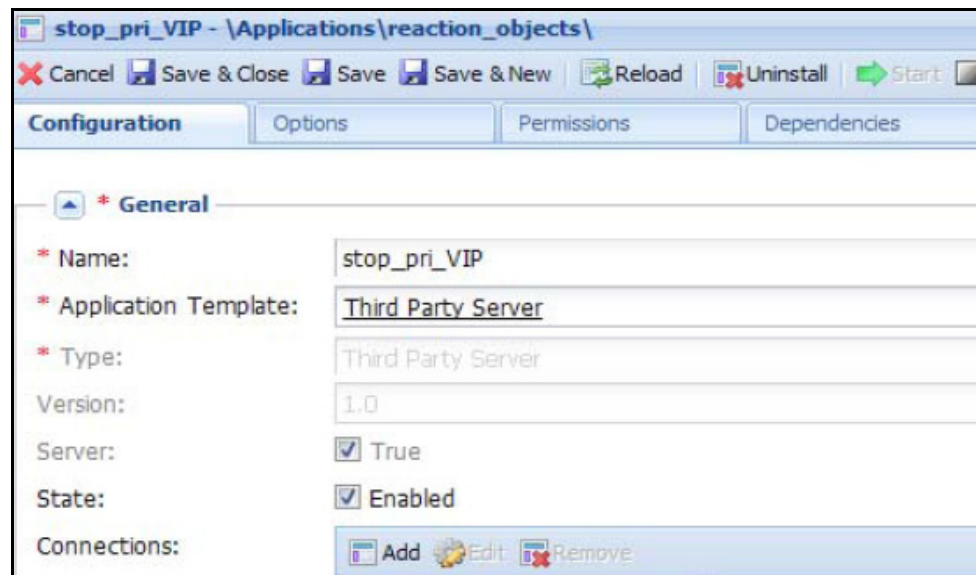 stop_pri_VIP - \Applications\reaction_objects\
Cancel Save & Close Save Save & New Reload Uninstall Start
Configuration Options Permissions Dependencies
* General
* Name: stop_pri_VIP
* Application Template: Third Party Server
* Type: Third Party Server
Version: 1.0
Server: True
State: Enabled
Connections: Add Edit Remove